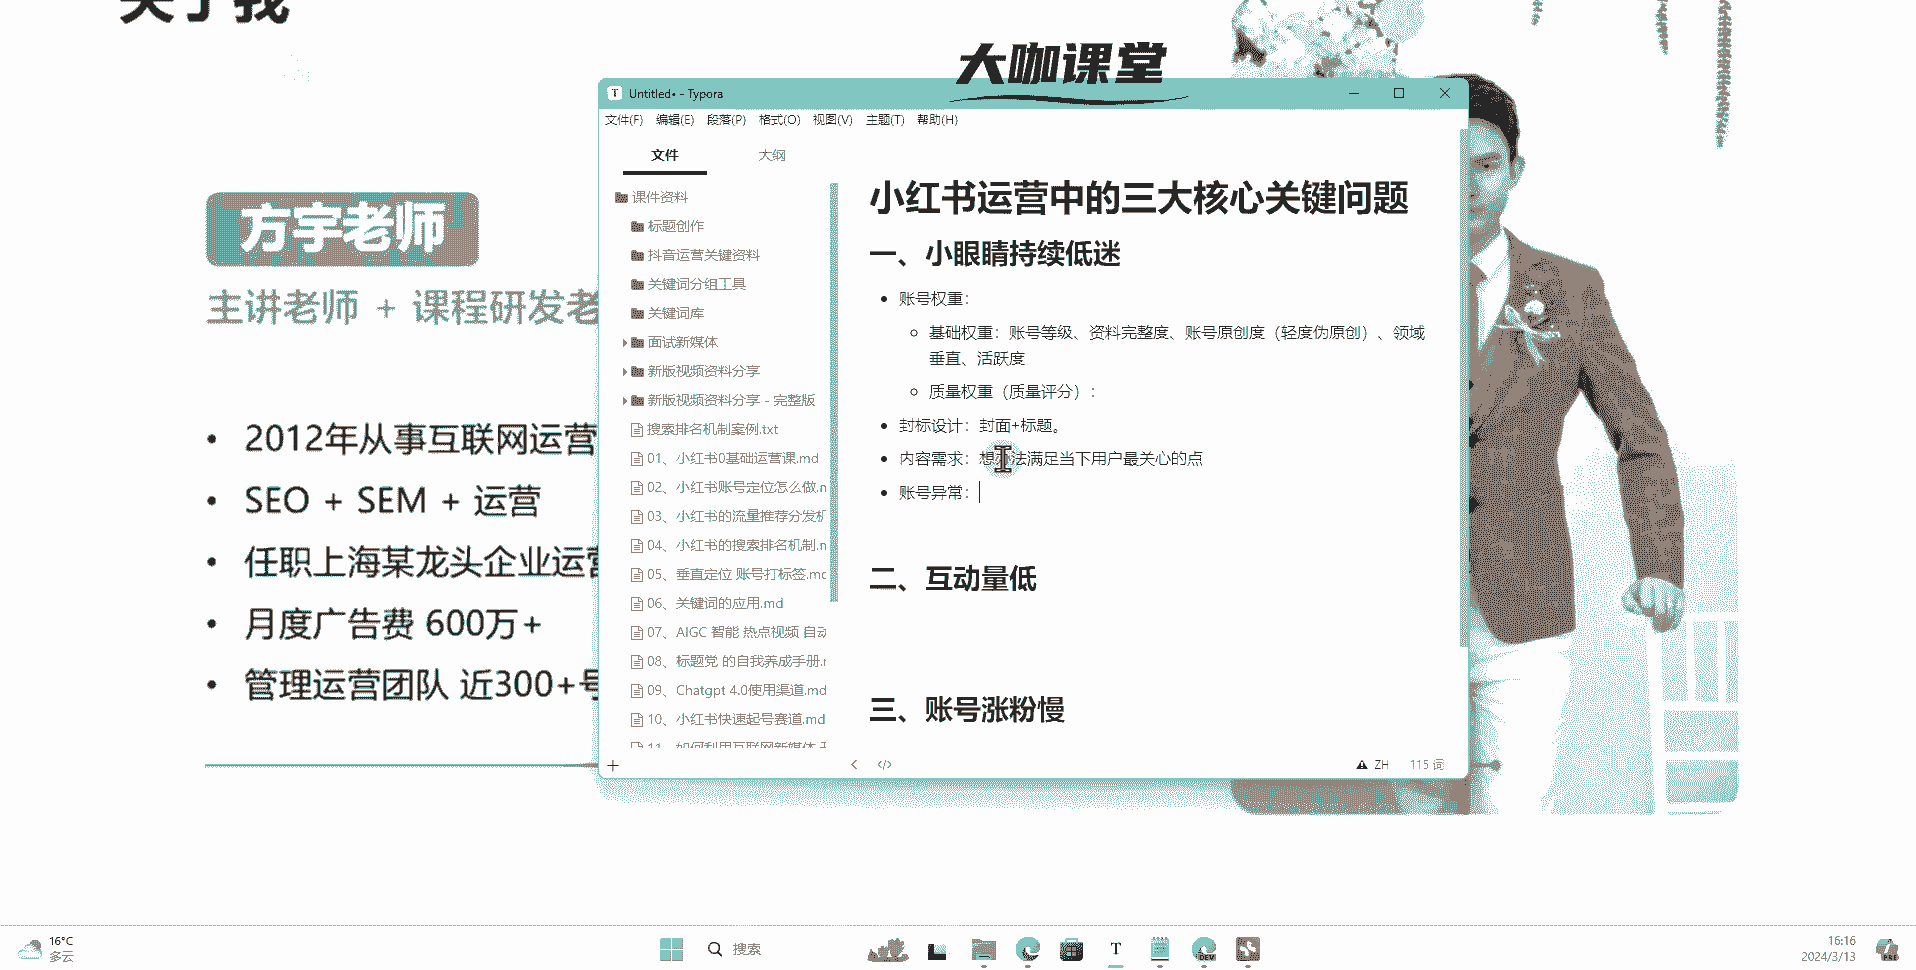 关于我
大咖课堂
方宇老师
主讲老师 + 课程研发老
• 2012年从事互联网运营
• SEO + SEM + 运营
• 任职上海某龙头企业运营
• 月度广告费 600万+
• 管理运营团队 近300+号
Untitled• - Typora
文件(F) 编辑(E) 段落(P) 格式(O) 视图(V) 主题(T) 帮助(H)
文件 大纲
课件资料
标题创作
抖音运营关键资料
关键词分组工具
关键词库
面试新媒体
新版视频资料分享
新版视频资料分享 - 完整版
搜索排名机制案例.txt
01、小红书0基础运营课.md
02、小红书账号定位怎么做.m
03、小红书的流量推荐分发机
04、小红书的搜索排名机制.m
05、垂直定位 账号打标签.md
06、关键词的应用.md
07、AIGC 智能 热点视频 自动
08、标题党 的自我养成手册.m
09、Chatgpt 4.0使用渠道.md
10、小红书快速起号赛道.md
11、如何利用互联网新媒体
小红书运营中的三大核心关键问题
一、小眼睛持续低迷
• 账号权重：
基础权重：账号等级、资料完整度、账号原创度（轻度伪原创）、领域
垂直、活跃度
质量权重（质量评分）：
• 封标设计：封面+标题。
• 内容需求：想办法满足当下用户最关心的点
• 账号异常：
二、互动量低
三、账号涨粉慢
ZH 115 词
16°C
多云
搜索
DEV
PRE
16:16
2024/3/13